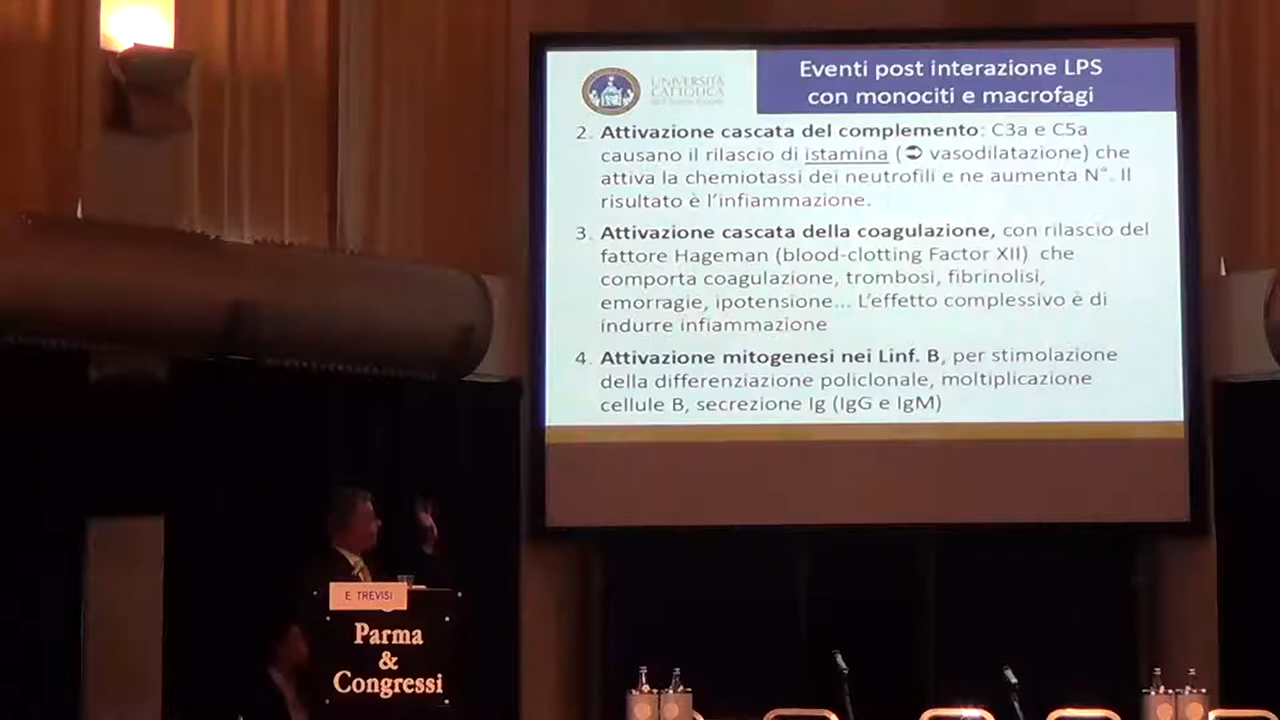 UNIVERSITÀ
CATTOLICA
Eventi post interazione LPS
con monociti e macrofagi
2. Attivazione cascata del complemento: C3a e C5a
causano il rilascio di istamina (➲ vasodilatazione) che
attiva la chemiotassi dei neutrofili e ne aumenta N°. Il
risultato è l'infiammazione.
3. Attivazione cascata della coagulazione, con rilascio del
fattore Hageman (blood-clotting Factor XII) che
comporta coagulazione, trombosi, fibrinolisi,
emorragie, ipotensione... L'effetto complessivo è di
indurre infiammazione
4. Attivazione mitogenesi nei Linf. B, per stimolazione
della differenziazione policlonale, moltiplicazione
cellule B, secrezione Ig (IgG e IgM)
E. TREVISI
Parma
&
Congressi